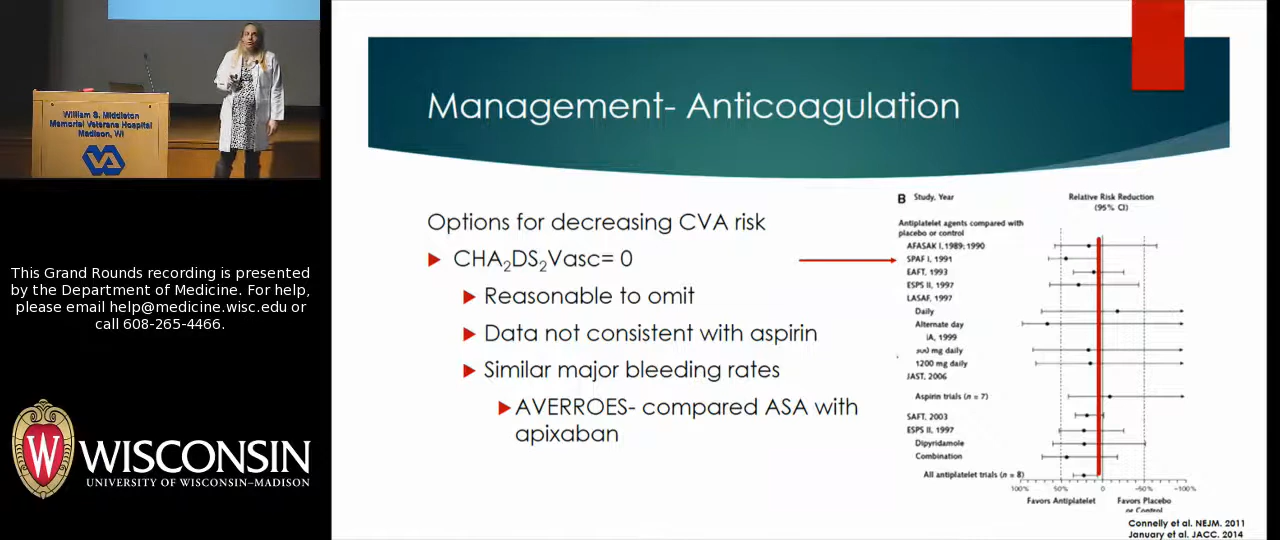 William S. Middleton
Memorial Veterans Hospital
Madison, WI
VA
This Grand Rounds recording is presented
by the Department of Medicine. For help,
please email help@medicine.wisc.edu or
call 608-265-4466.
W
WISCONSIN
UNIVERSITY OF WISCONSIN–MADISON
Management- Anticoagulation
Options for decreasing CVA risk
CHA2DS2Vasc= 0
Reasonable to omit
Data not consistent with aspirin
Similar major bleeding rates
AVERROES- compared ASA with
apixaban
B Study, Year
Relative Risk Reduction
(95% CI)
Antiplatelet agents compared with
placebo or control
AFASAK I, 1989; 1990
SPAF I, 1991
EAFT, 1993
ESPS II, 1997
LASAF, 1997
Daily
Alternate day
1999
mg daily
1200 mg daily
JAST, 2006
Aspirin trials (n = 7)
SAFT, 2003
ESPS II, 1997
Dipyridamole
Combination
All antiplatelet trials (n = 8)
100% 50% 0 −50% −100%
Favors Antiplatelet Favors Placebo
or Control
Connelly et al. NEJM. 2011
January et al. JACC. 2014